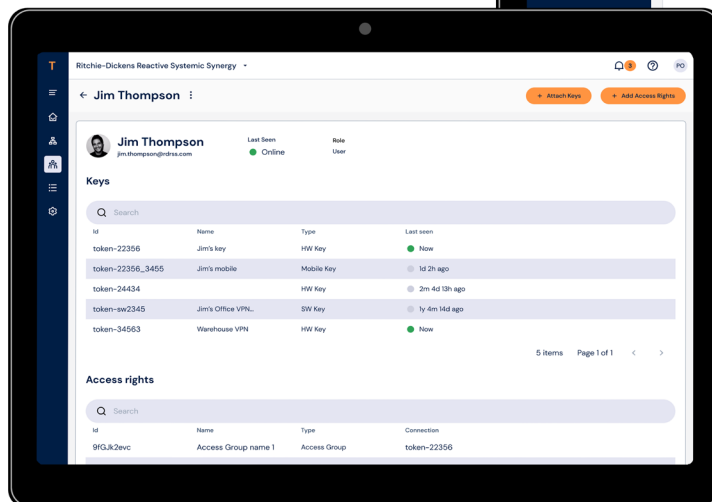 T
Ritchie-Dickens Reactive Systemic Synergy
3
PO
Jim Thompson
+ Attach Keys
+ Add Access Rights
Jim Thompson
jim.thompson@rdrss.com
Last Seen
Online
Role
User
Keys
Search
Id Name Type Last seen
token-22356 Jim's key HW Key Now
token-22356_3455 Jim's mobile Mobile Key 1d 2h ago
token-24434 HW Key 2m 4d 13h ago
token-sw2345 Jim's Office VPN... SW Key 1y 4m 14d ago
token-34563 Warehouse VPN HW Key Now
5 items Page 1 of 1
Access rights
Search
Id Name Type Connection
9fGJk2evc Access Group name 1 Access Group token-22356